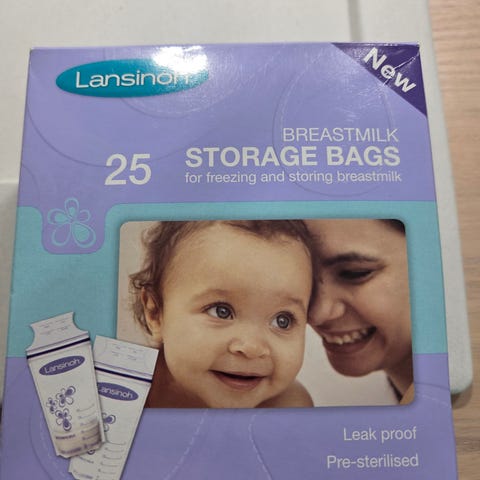 Lansinoh
New
BREASTMILK
25 STORAGE BAGS
for freezing and storing breastmilk
Lansinoh
Lansinoh
Leak proof
Pre-sterilised